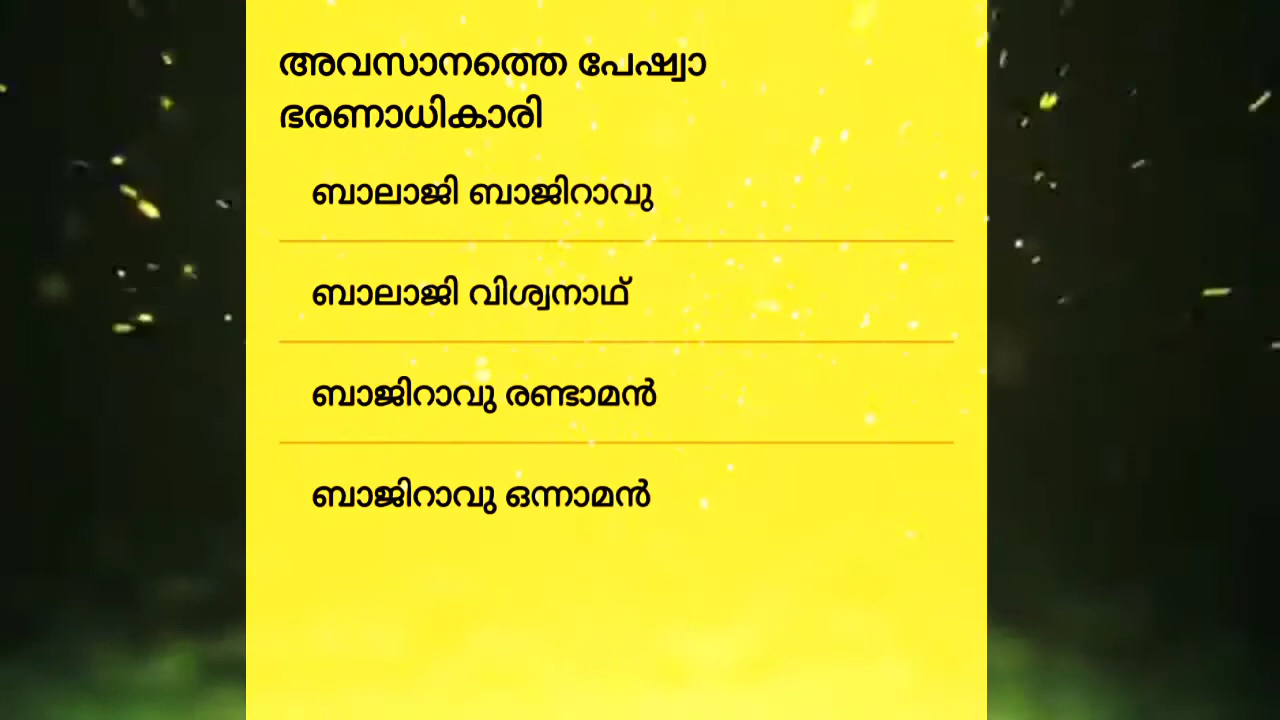 അവസാനത്തെ പേഷ്വാ
ഭരണാധികാരി
ബാലാജി ബാജിറാവു
ബാലാജി വിശ്വനാഥ്
ബാജിറാവു രണ്ടാമൻ
ബാജിറാവു ഒന്നാമൻ